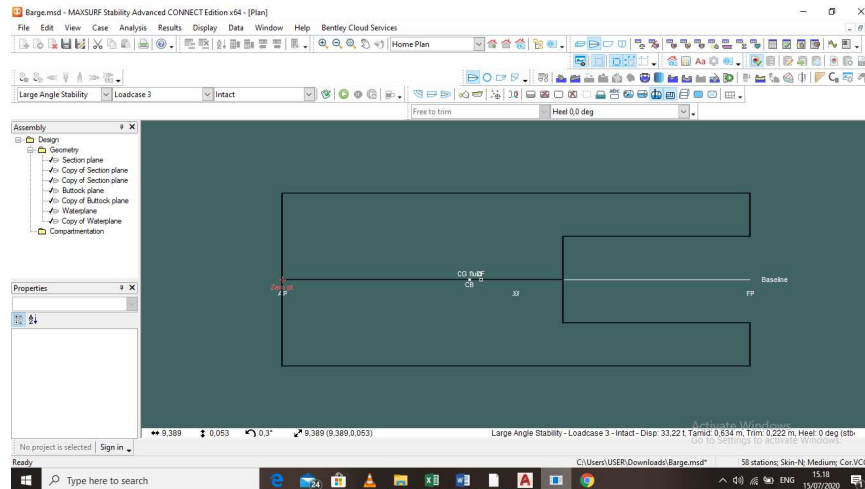 Barge.msd - MAXSURF Stability Advanced CONNECT Edition x64 - [Plan]
File Edit View Case Analysis Results Display Data Window Help Bentley Cloud Services
Home Plan
Large Angle Stability Loadcase 3 Intact
Free to trim Heel 0,0 deg
Assembly
Design
Geometry
Section plane
Copy of Section plane
Copy of Section plane
Buttock plane
Copy of Buttock plane
Waterplane
Copy of Waterplane
Compartmentation
CG fluid
CB
Baseline
Zero pt.
AP
FP
Properties
9,389 0,053 0,3° 9,389 (9,389,0,053) Large Angle Stability - Loadcase 3 - Intact - Disp: 33,22 t, Tamid: 0,634 m, Trim: 0,222 m, Heel: 0 deg (stb
Activate Windows
Go to Settings to activate Windows.
No project is selected Sign in
Ready C:\Users\USER\Downloads\Barge.msd* 58 stations; Skin-N; Medium; Cor.VC
Type here to search
24
ENG
15.18
15/07/2020